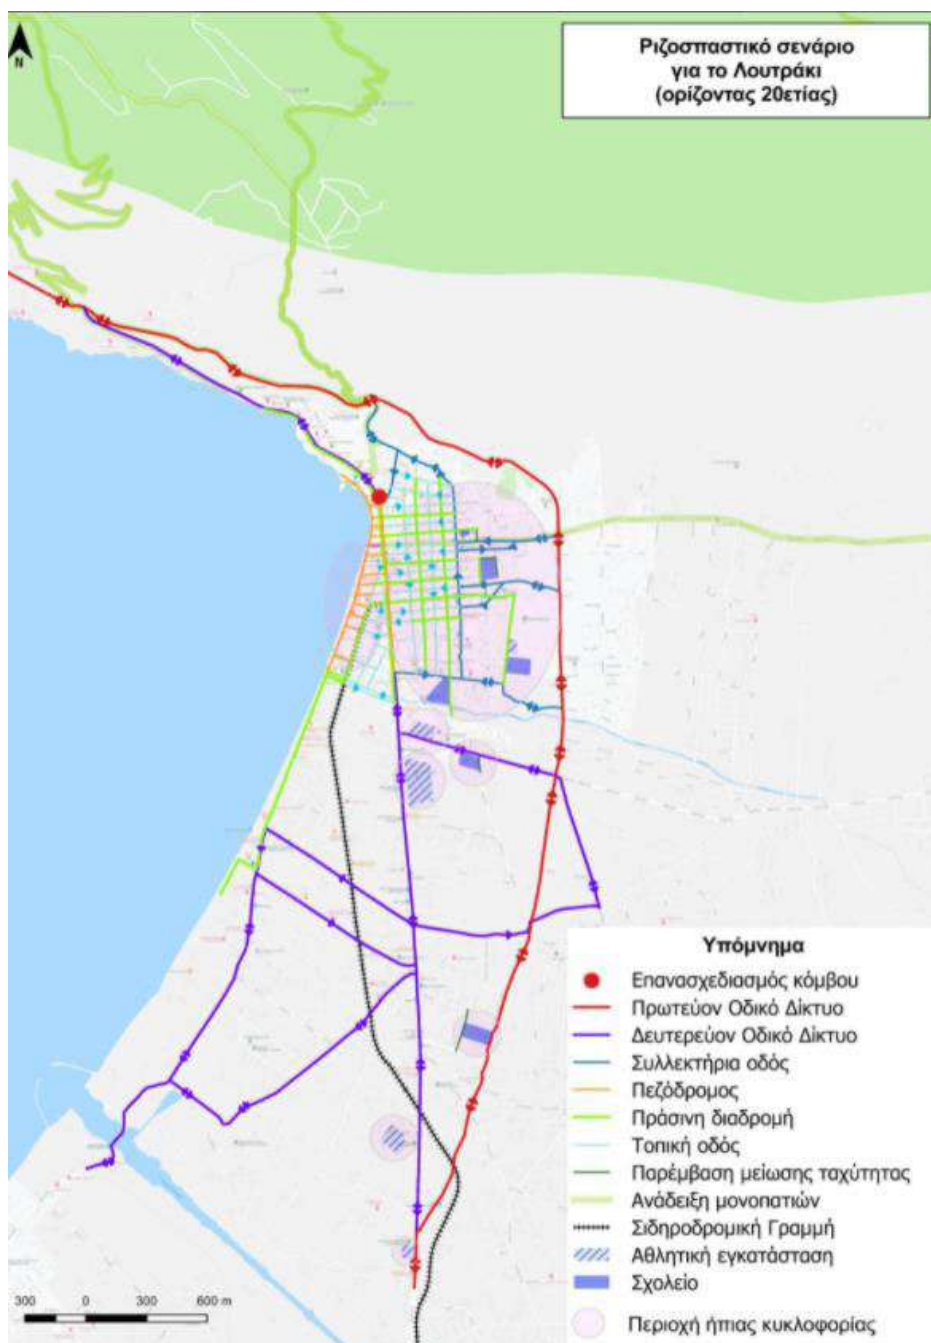 N
Ριζοσπαστικό σενάριο
για το Λουτράκι
(ορίζοντας 20ετίας)
Υπόμνημα
Επανασχεδιασμός κόμβου
Πρωτεύον Οδικό Δίκτυο
Δευτερεύον Οδικό Δίκτυο
Συλλεκτήρια οδός
Πεζόδρομος
Πράσινη διαδρομή
Τοπική οδός
Παρέμβαση μείωσης ταχύτητας
Ανάδειξη μονοπατιών
Σιδηροδρομική Γραμμή
Αθλητική εγκατάσταση
Σχολείο
Περιοχή ήπιας κυκλοφορίας
300 0 300 600 m